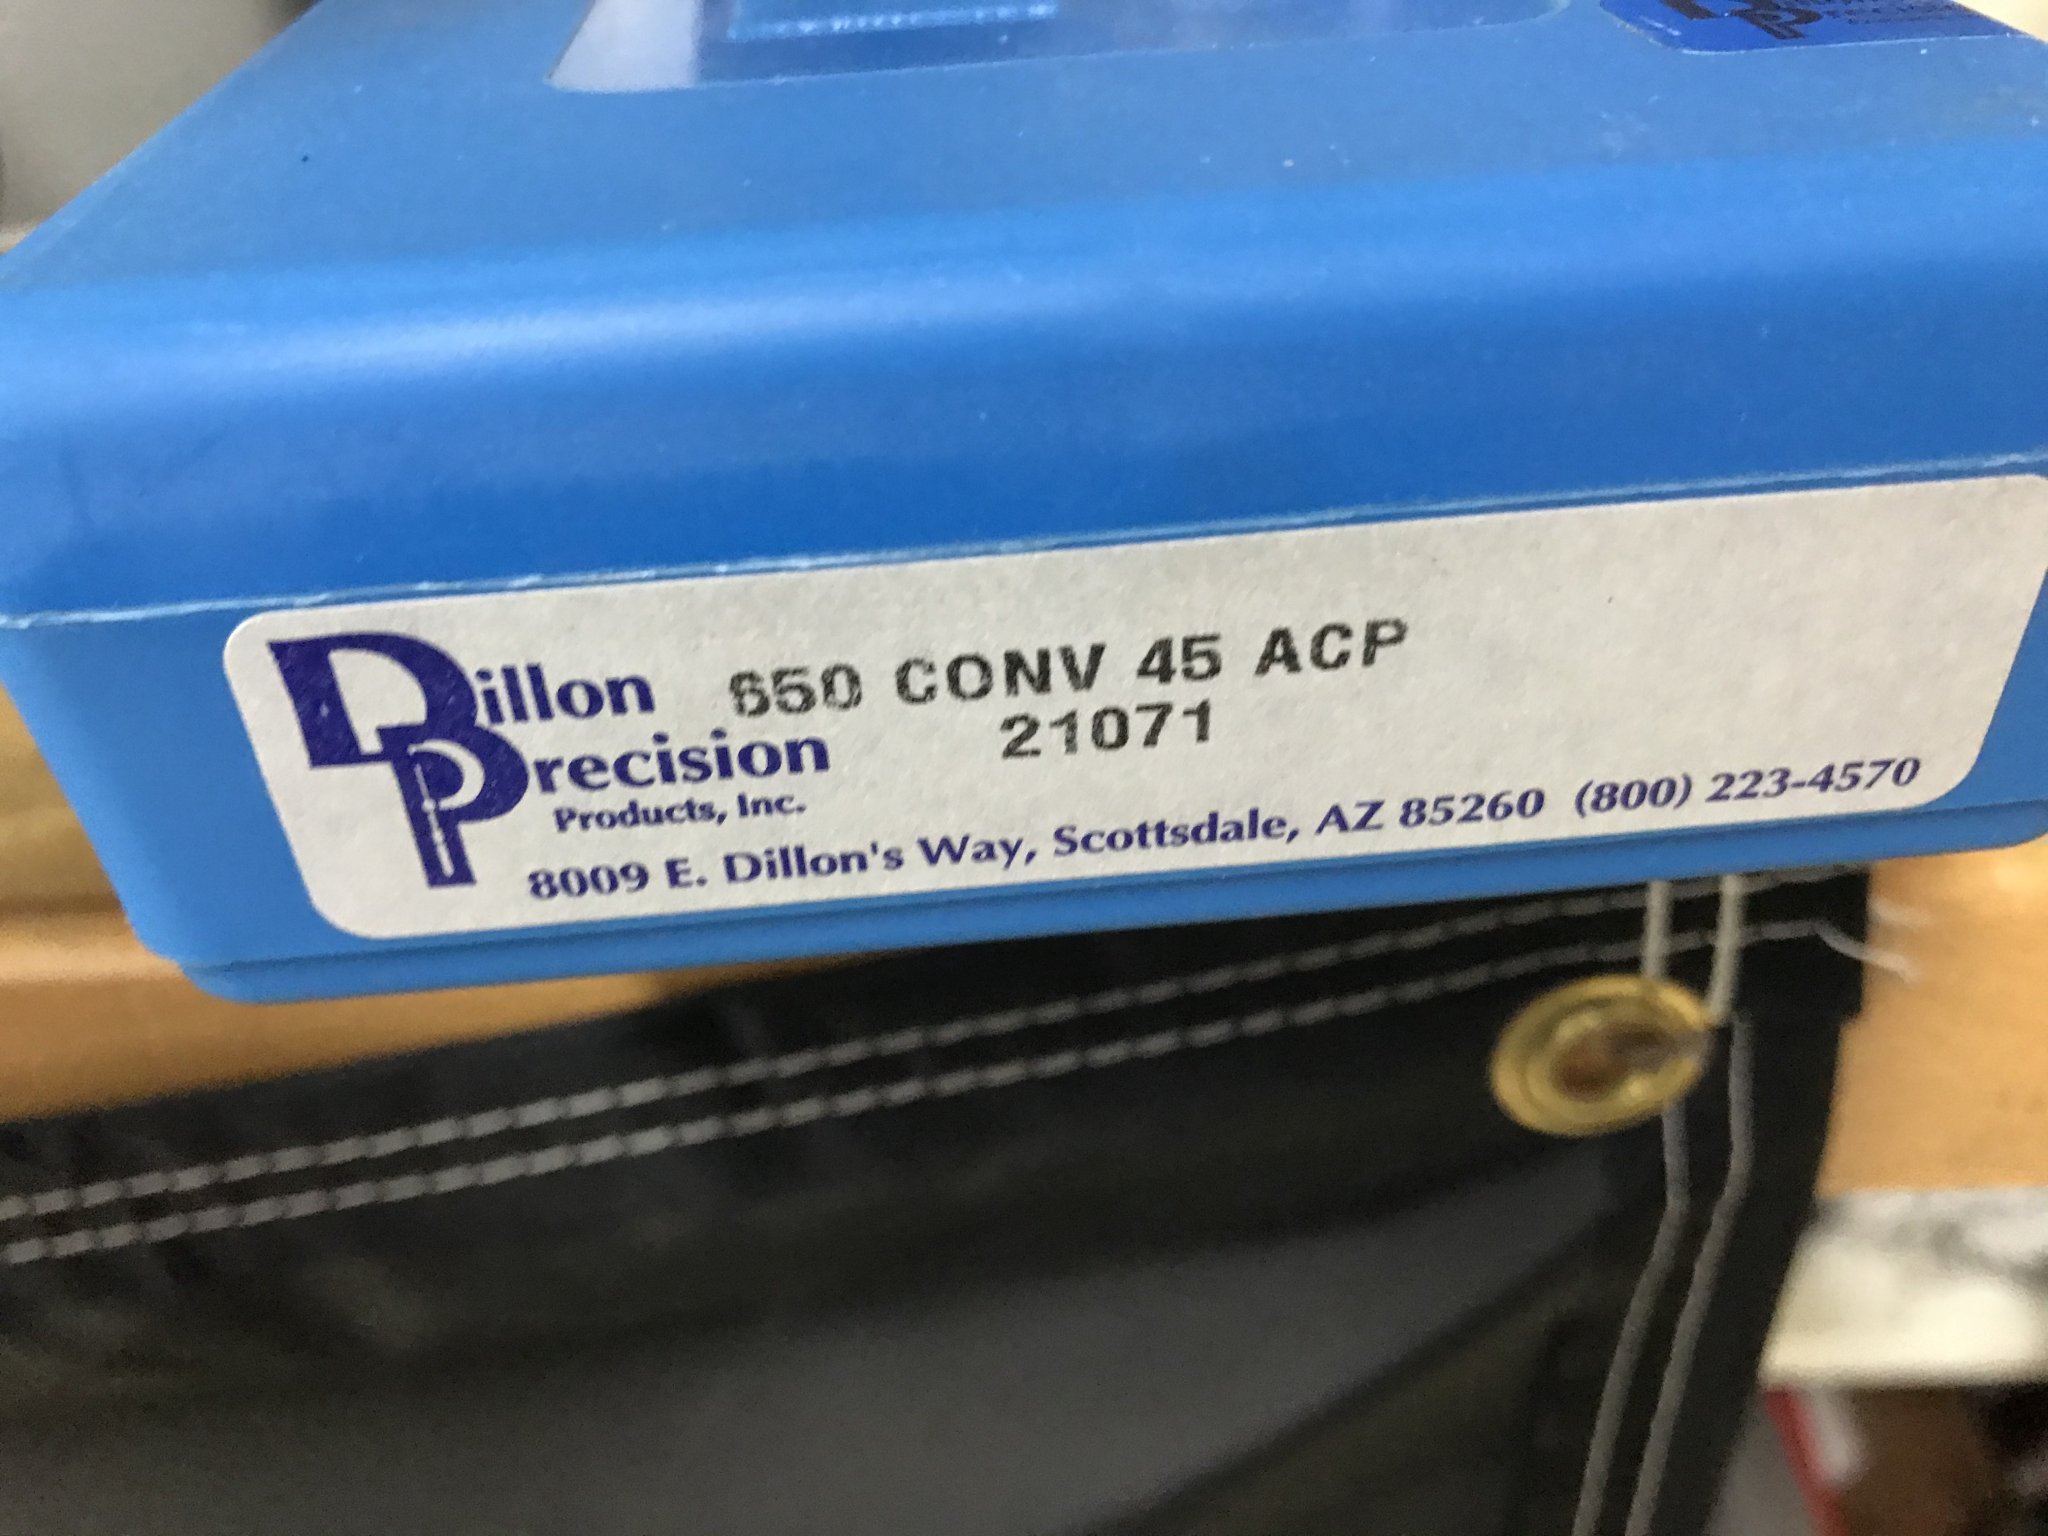 Dillon 650 CONV 45 ACP
Precision 21071
Products, Inc.
8009 E. Dillon's Way, Scottsdale, AZ 85260 (800) 223-4570